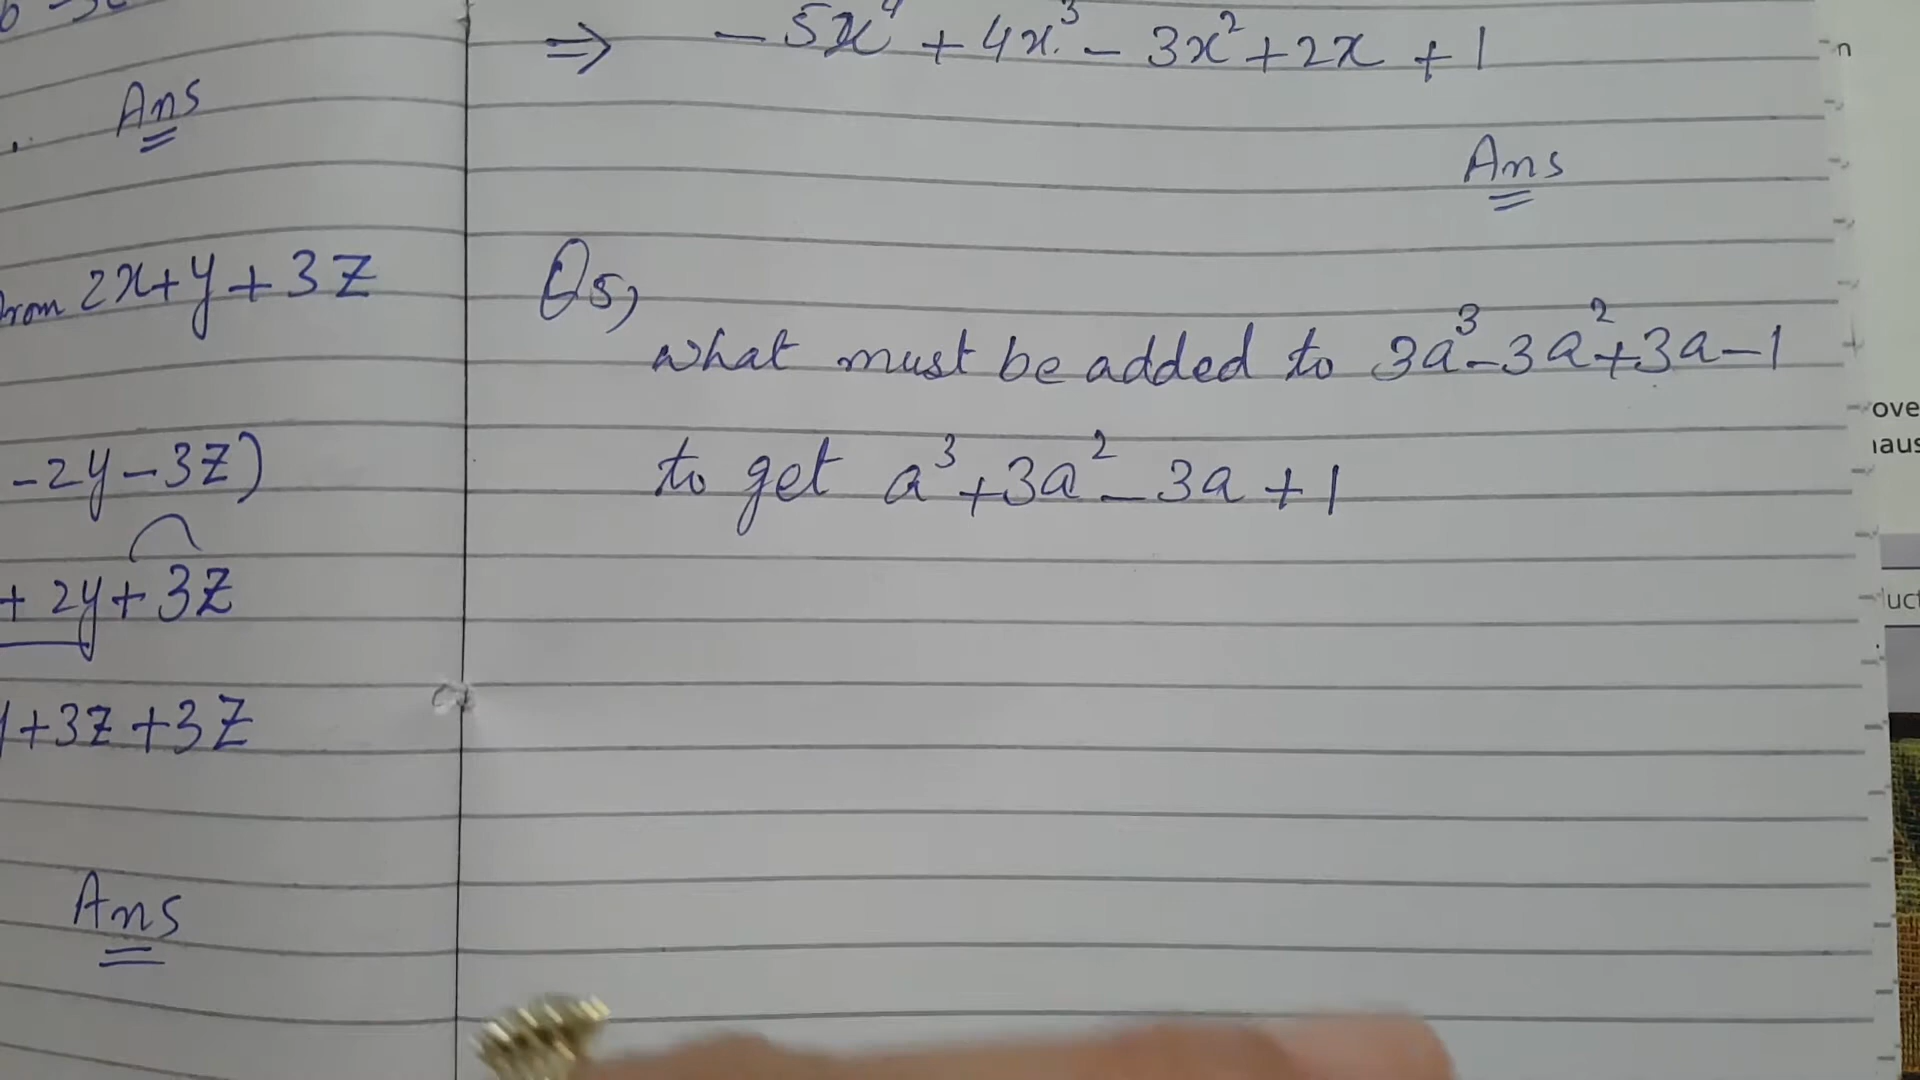 Ans
from 2x+y+3z
-2y-3z)
+ 2y+3z
+3z+3z
Ans
⇒ -5x⁴ + 4x³ - 3x² + 2x + 1
Ans
Q5,
what must be added to 3a³-3a²+3a-1
to get a³+3a²-3a+1